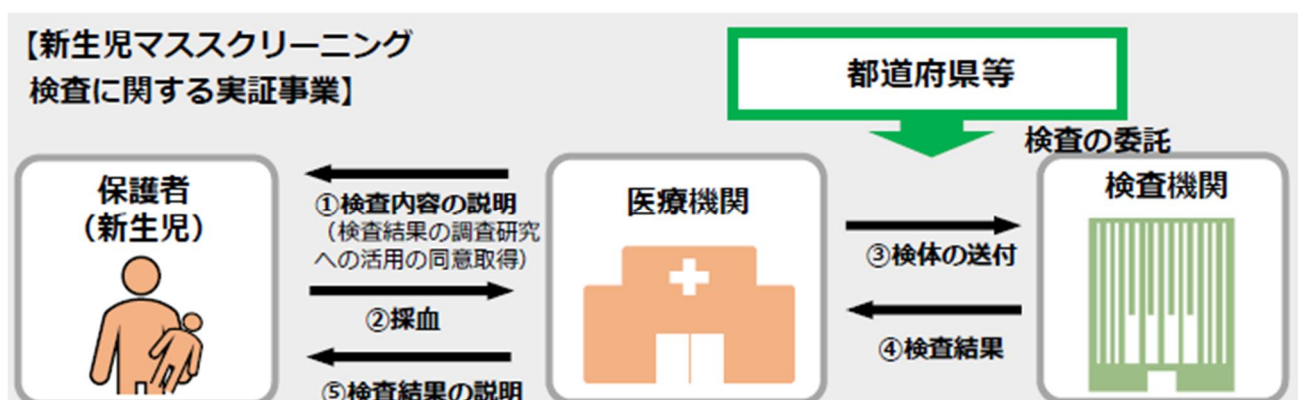 【新生児マススクリーニング
検査に関する実証事業】
都道府県等
検査の委託
保護者
（新生児）
①検査内容の説明
（検査結果の調査研究
への活用の同意取得）
②採血
⑤検査結果の説明
医療機関
③検体の送付
④検査結果
検査機関